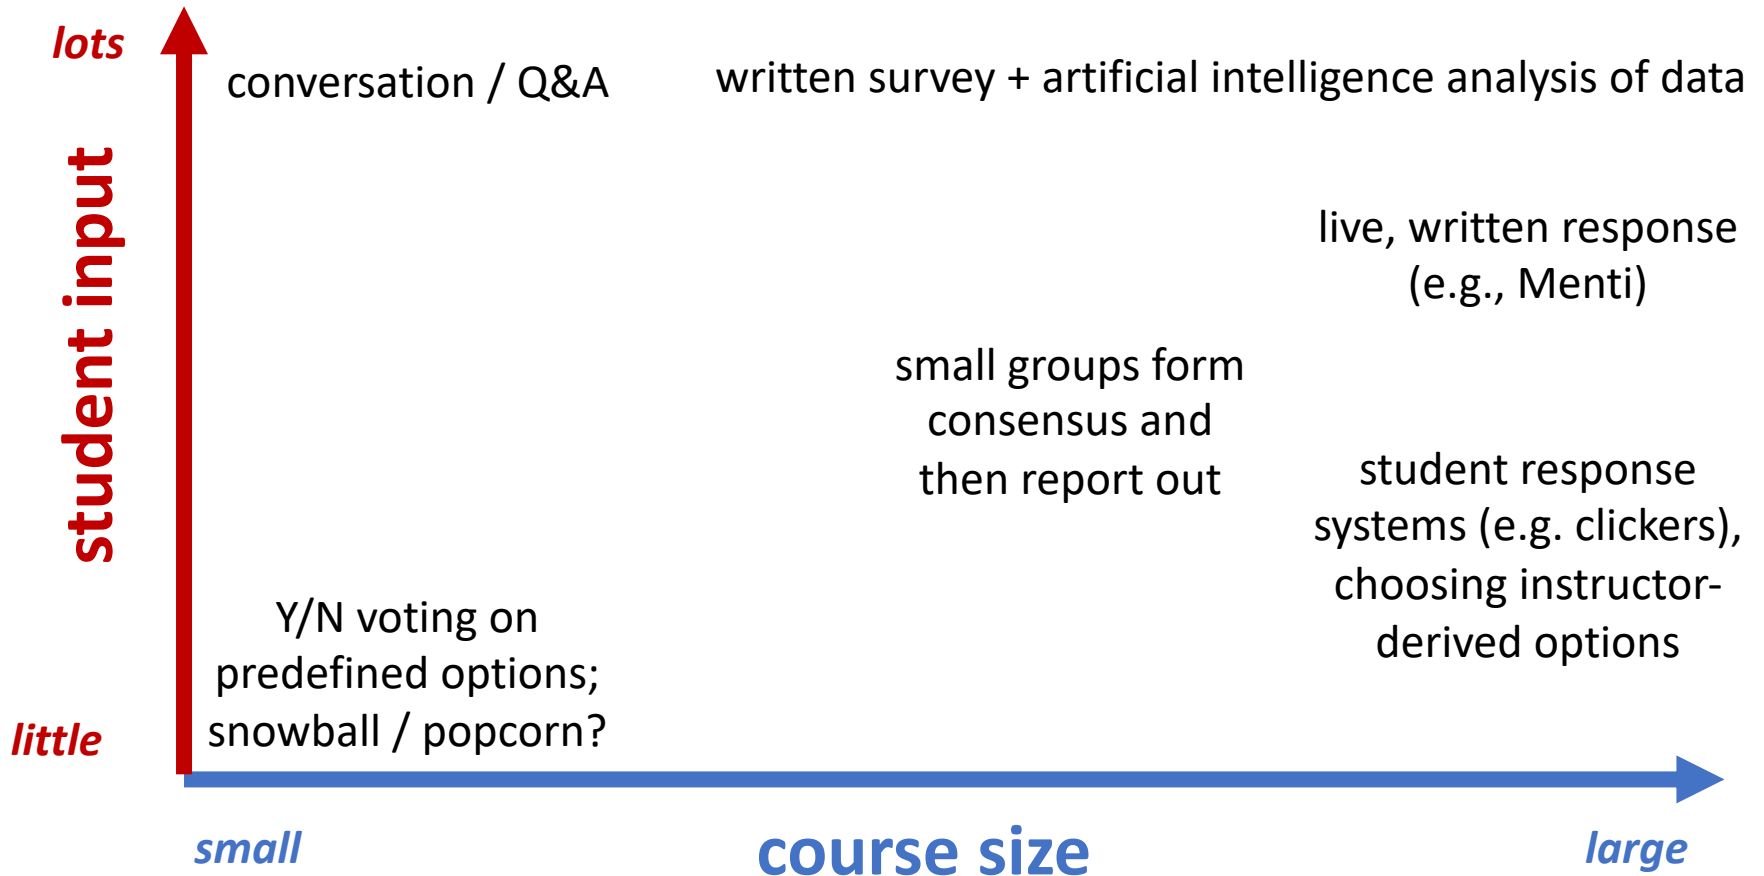 lots
conversation / Q&A
written survey + artificial intelligence analysis of data
student input
live, written response
(e.g., Menti)
small groups form
consensus and
then report out
student response
systems (e.g. clickers),
choosing instructor-
derived options
Y/N voting on
predefined options;
snowball / popcorn?
little
small
course size
large